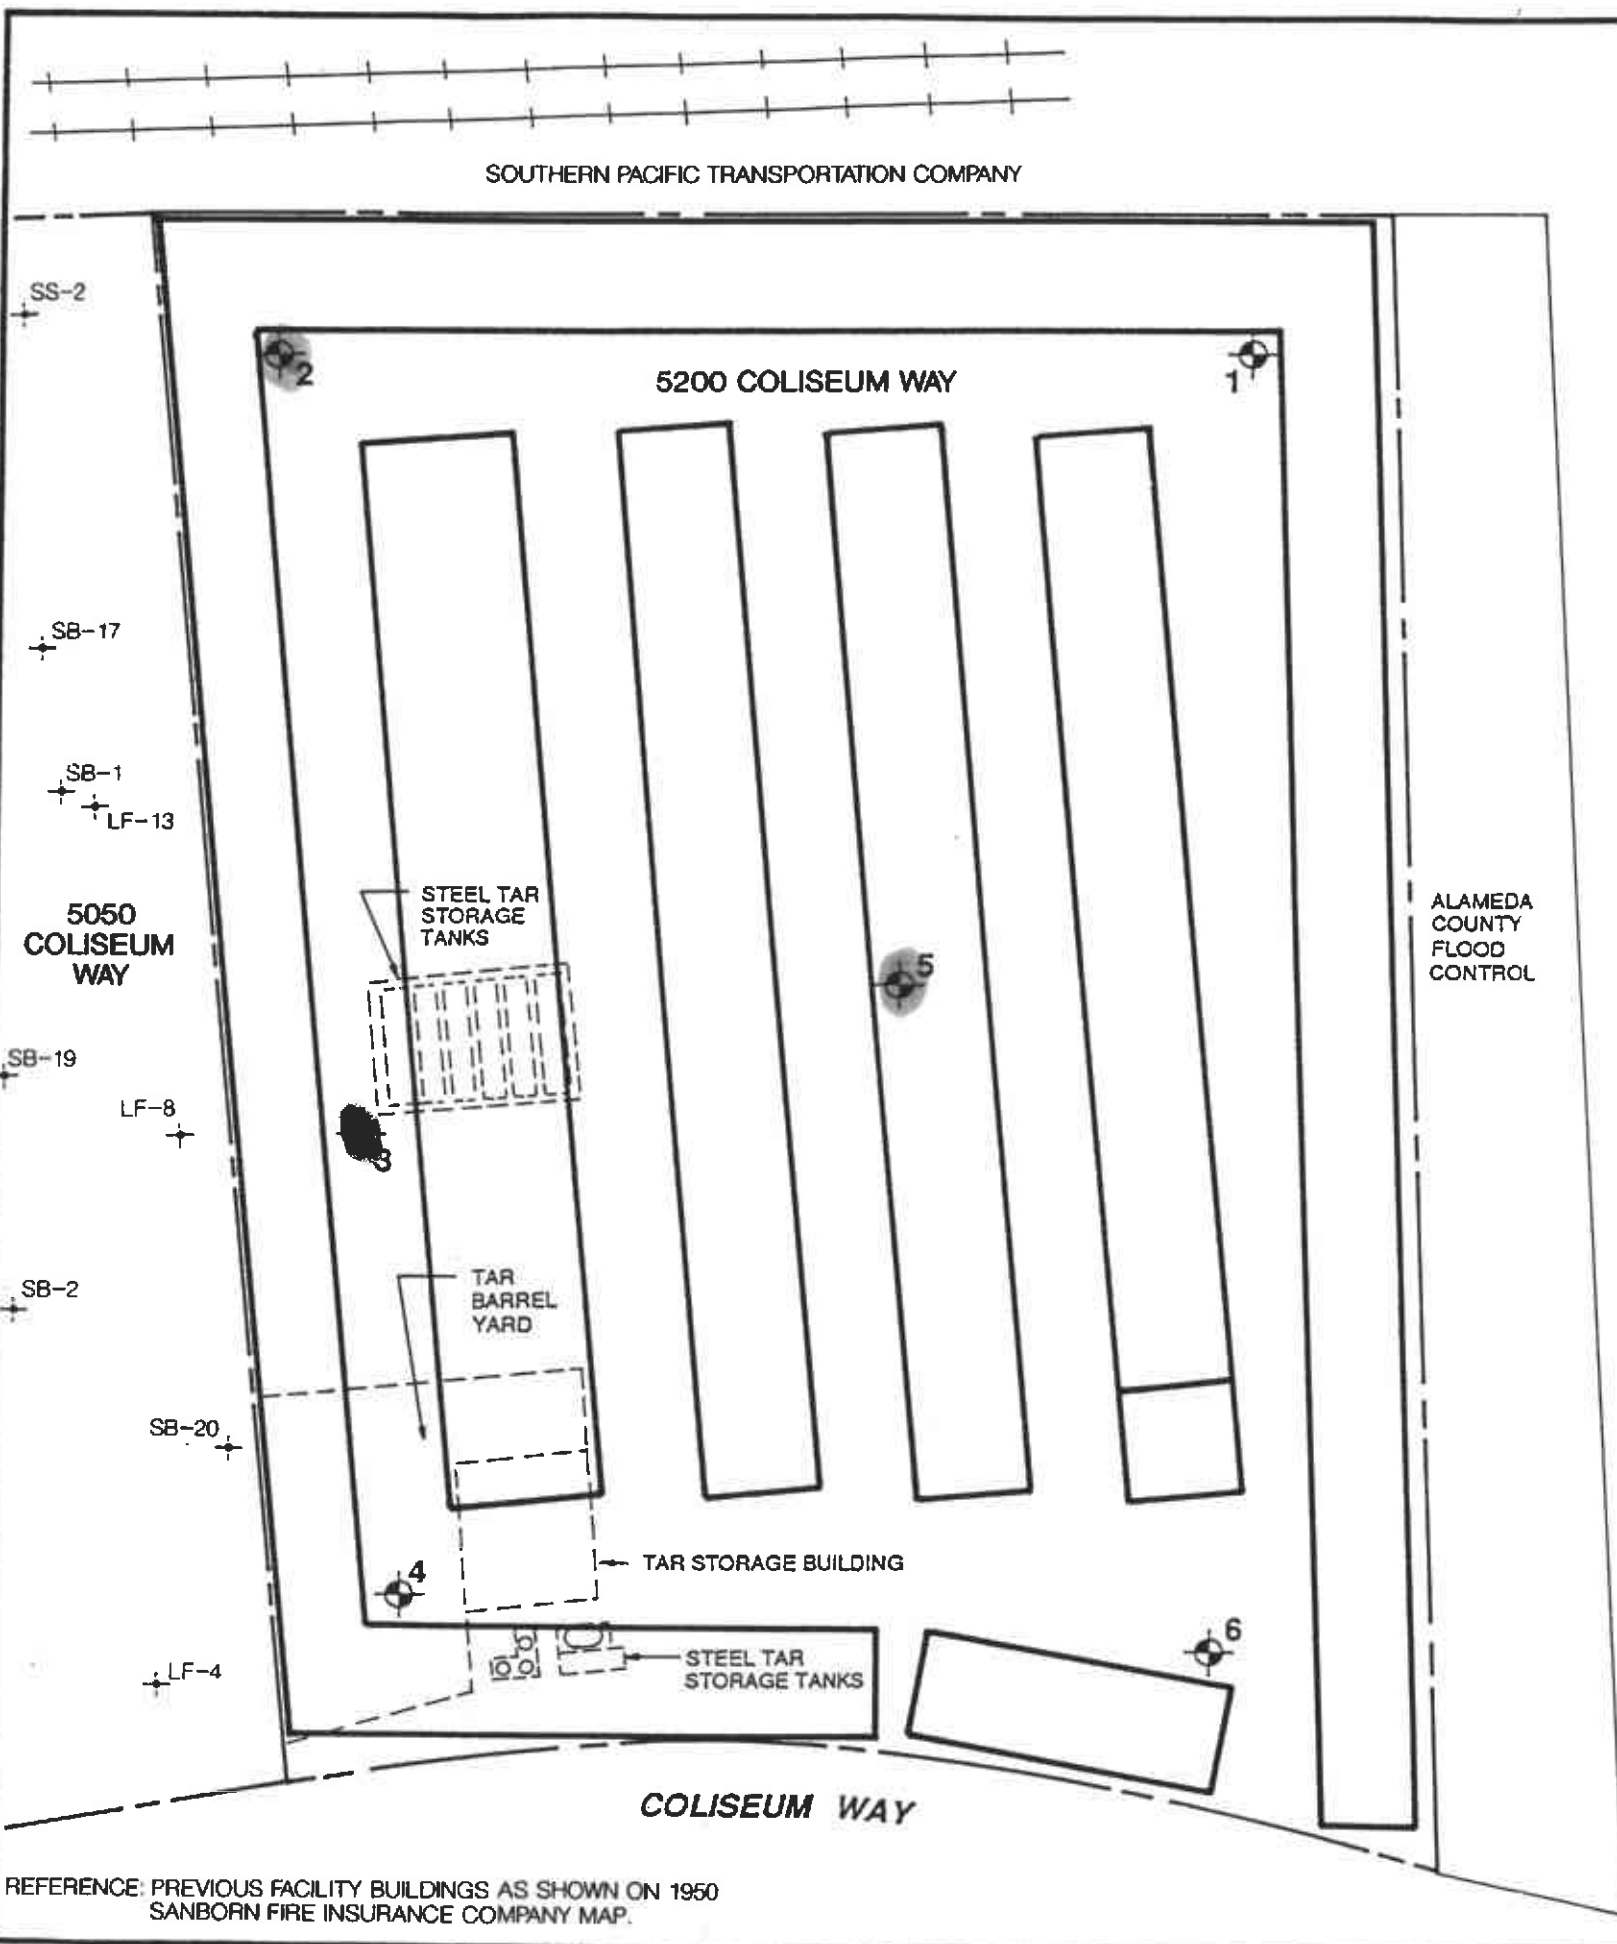 SOUTHERN PACIFIC TRANSPORTATION COMPANY
SS-2
2
5200 COLISEUM WAY
1
SB-17
SB-1
LF-13
STEEL TAR
STORAGE
TANKS
5050
COLISEUM
WAY
ALAMEDA
COUNTY
FLOOD
CONTROL
5
SB-19
LF-8
3
SB-2
TAR
BARREL
YARD
SB-20
TAR STORAGE BUILDING
4
6
STEEL TAR
STORAGE TANKS
LF-4
COLISEUM WAY
REFERENCE: PREVIOUS FACILITY BUILDINGS AS SHOWN ON 1950
SANBORN FIRE INSURANCE COMPANY MAP.